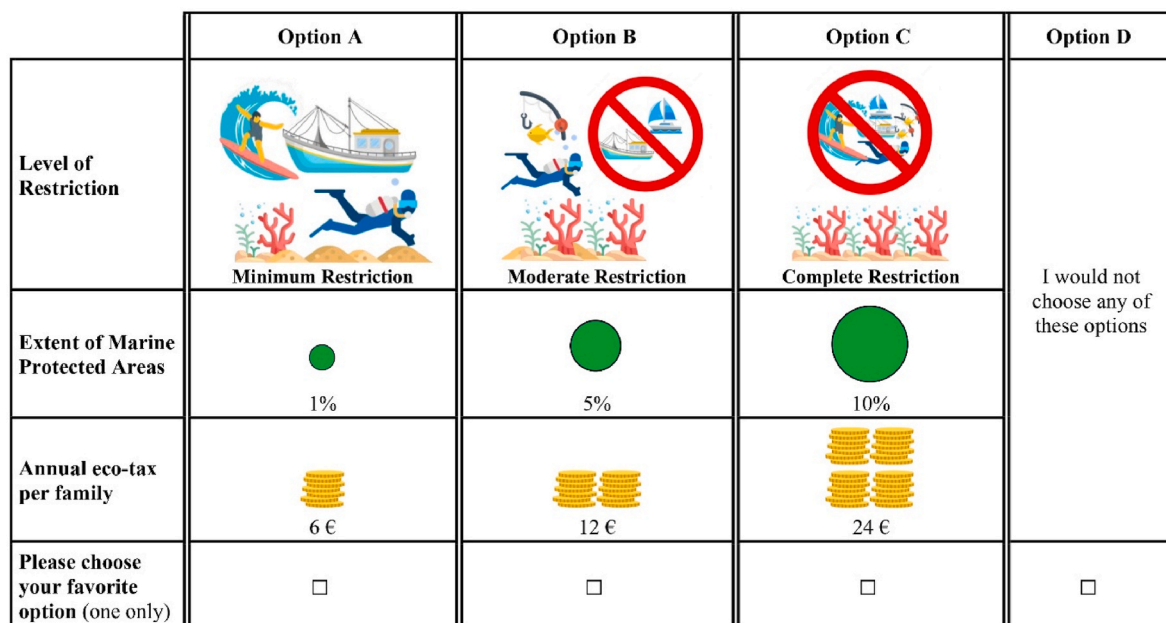 Option A
Option B
Option C
Option D
Level of
Restriction
Minimum Restriction
Moderate Restriction
Complete Restriction
I would not
choose any of
these options
Extent of Marine
Protected Areas
1%
5%
10%
Annual eco-tax
per family
6 €
12 €
24 €
Please choose
your favorite
option (one only)